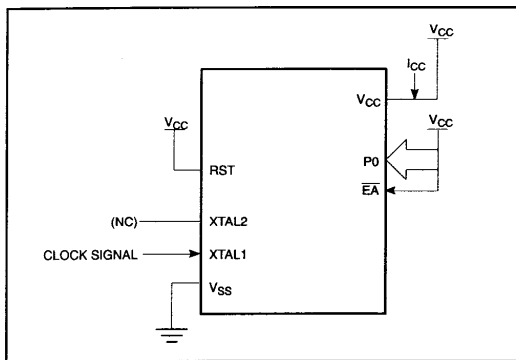 VCC
ICC
VCC
VCC
VCC
P0
RST
EA
(NC)
XTAL2
CLOCK SIGNAL
XTAL1
VSS